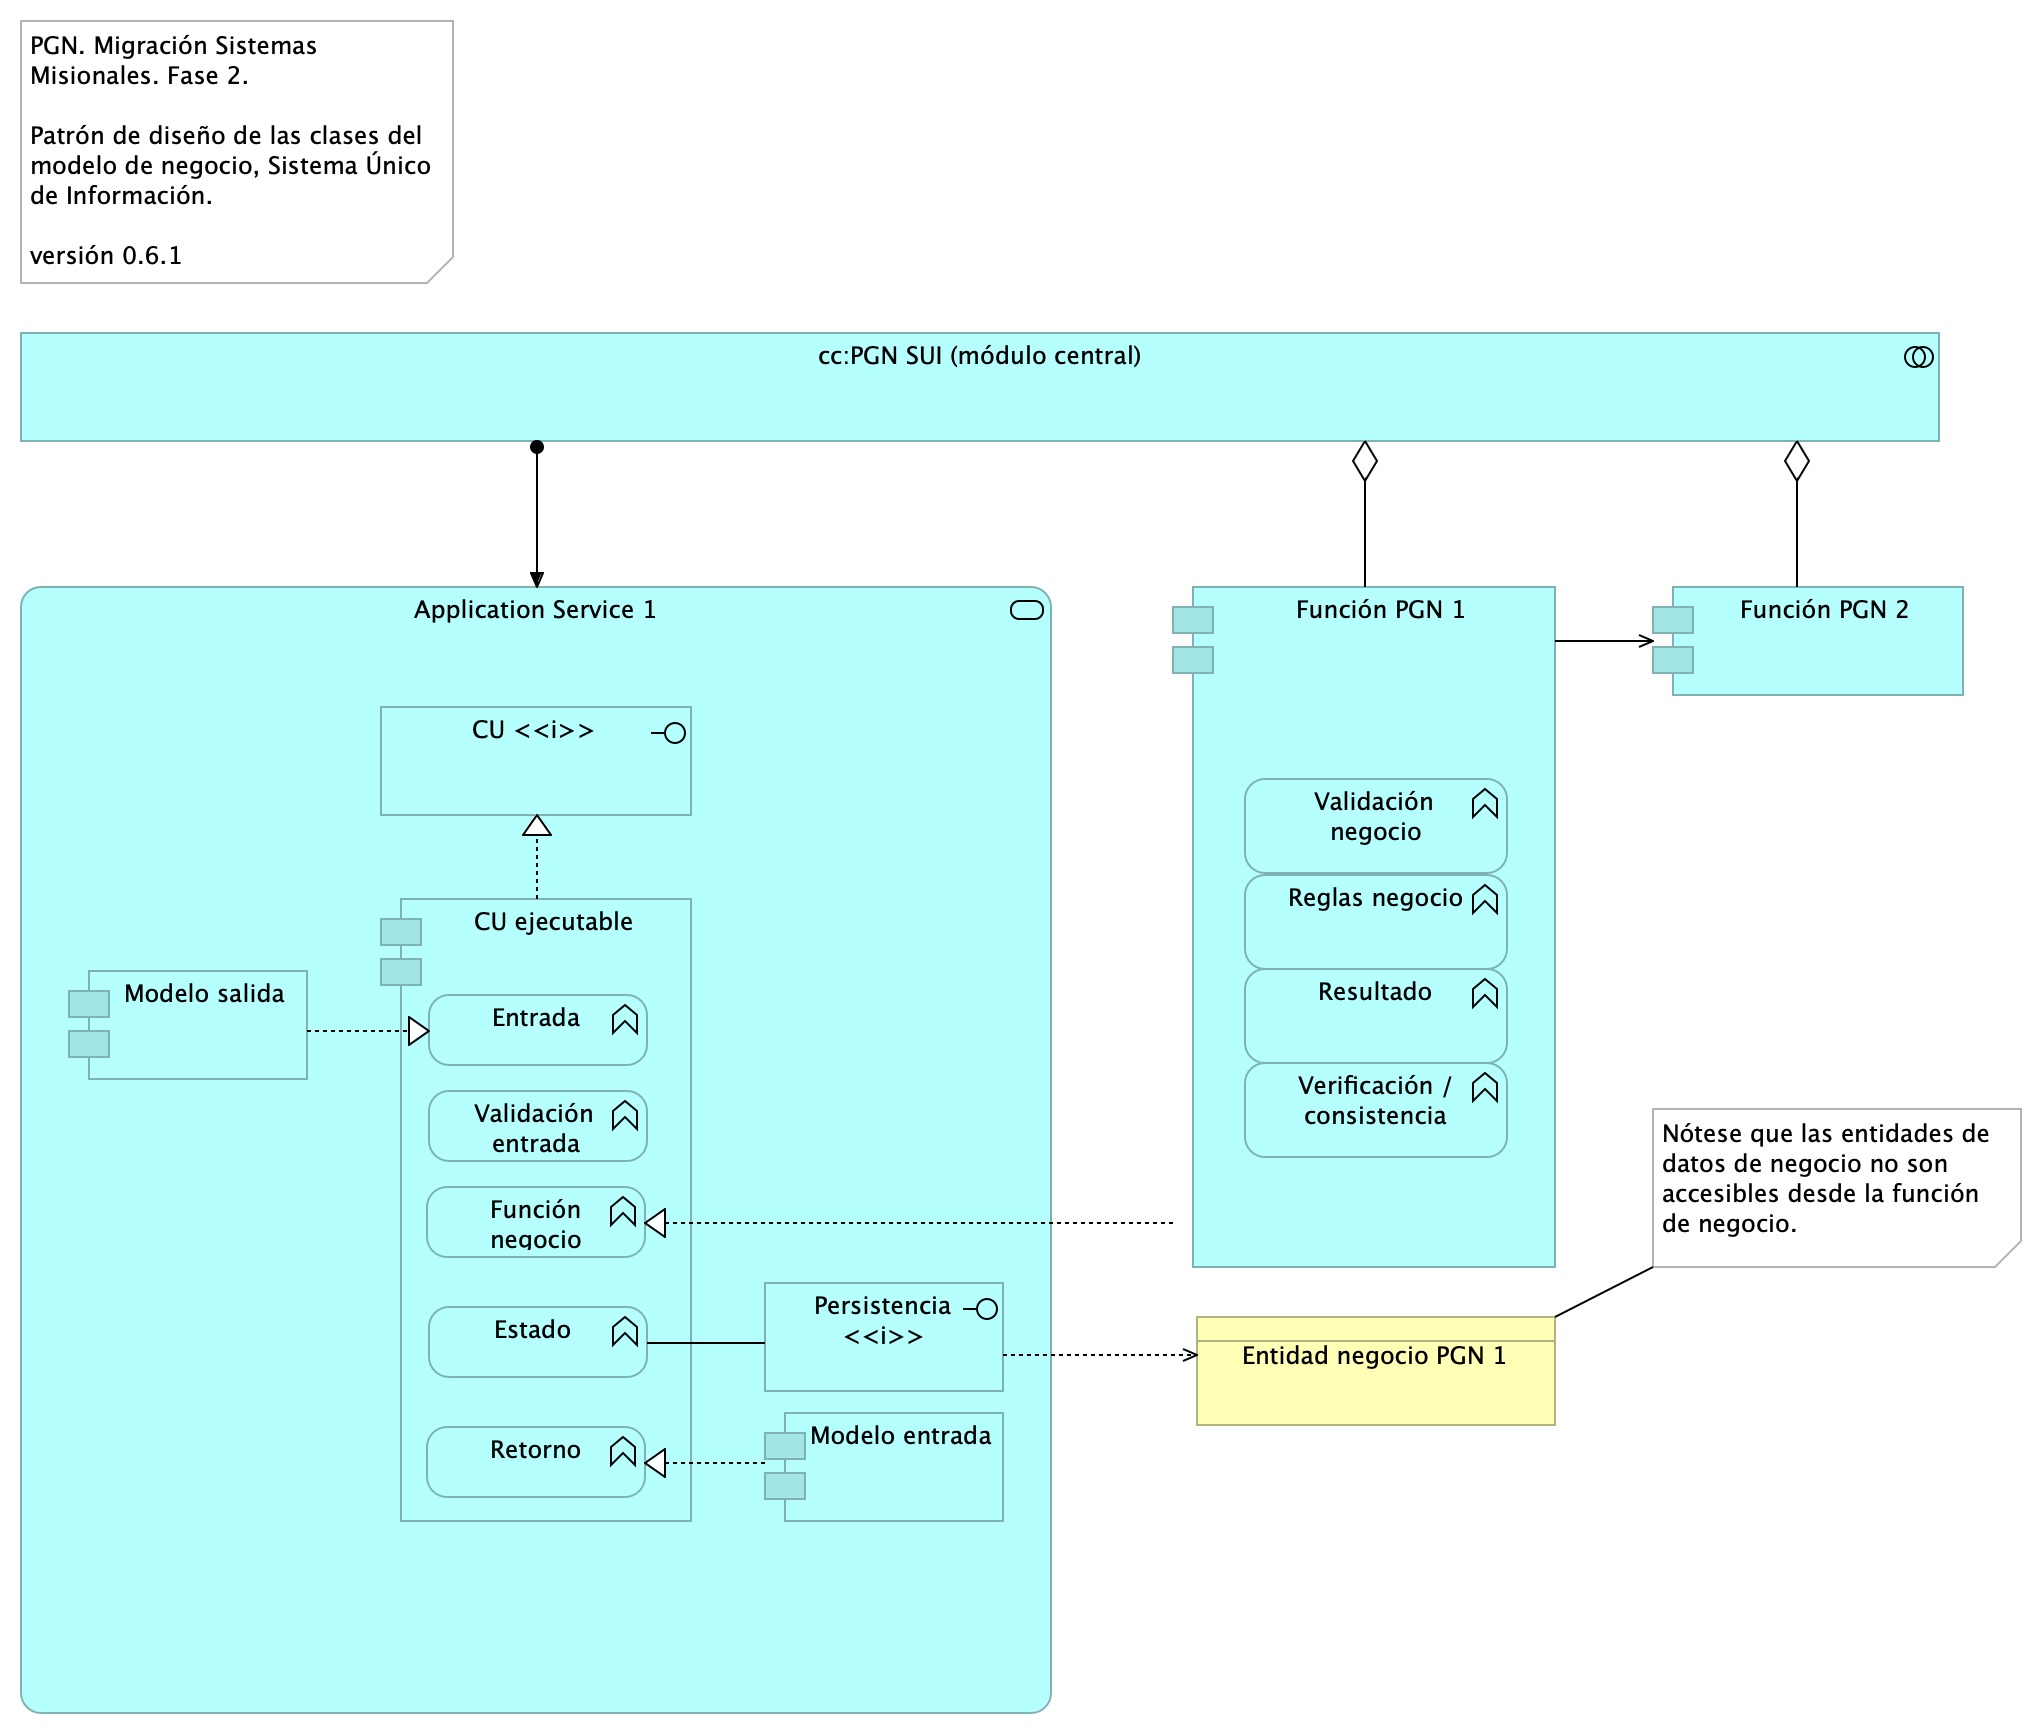 PGN. Migración Sistemas
Misionales. Fase 2.
Patrón de diseño de las clases del
modelo de negocio, Sistema Único
de Información.
versión 0.6.1
cc:PGN SUI (módulo central)
Application Service 1
CU <<i>>
CU ejecutable
Modelo salida
Entrada
Validación
entrada
Función
negocio
Estado
Persistencia
<<i>>
Retorno
Modelo entrada
Función PGN 1
Validación
negocio
Reglas negocio
Resultado
Verificación /
consistencia
Función PGN 2
Nótese que las entidades de
datos de negocio no son
accesibles desde la función
de negocio.
Entidad negocio PGN 1